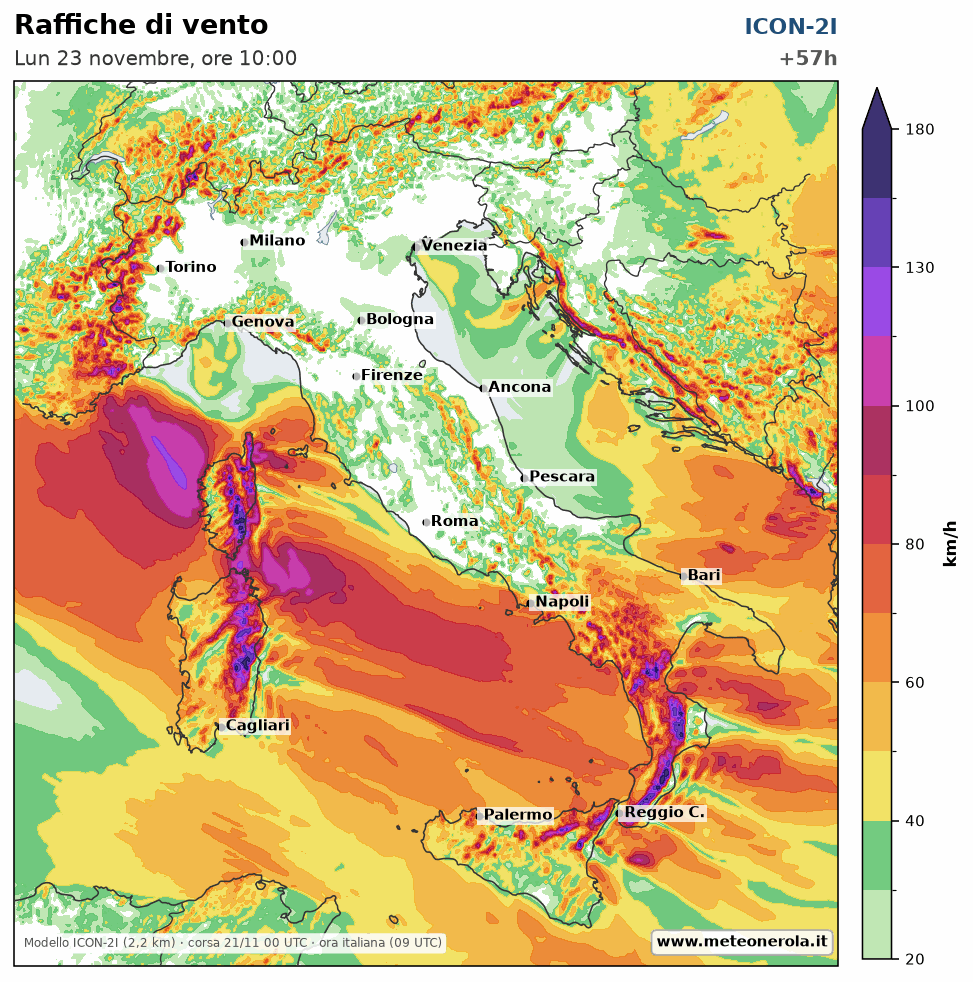 Raffiche di vento
ICON-2I
Lun 23 novembre, ore 10:00
+57h
180
Milano
Venezia
Torino
130
Genova
Bologna
Firenze
Ancona
100
Pescara
Roma
km/h
80
Bari
Napoli
60
Cagliari
Palermo
Reggio C.
40
Modello ICON-2I (2,2 km) · corsa 21/11 00 UTC · ora italiana (09 UTC)
www.meteonerola.it
20